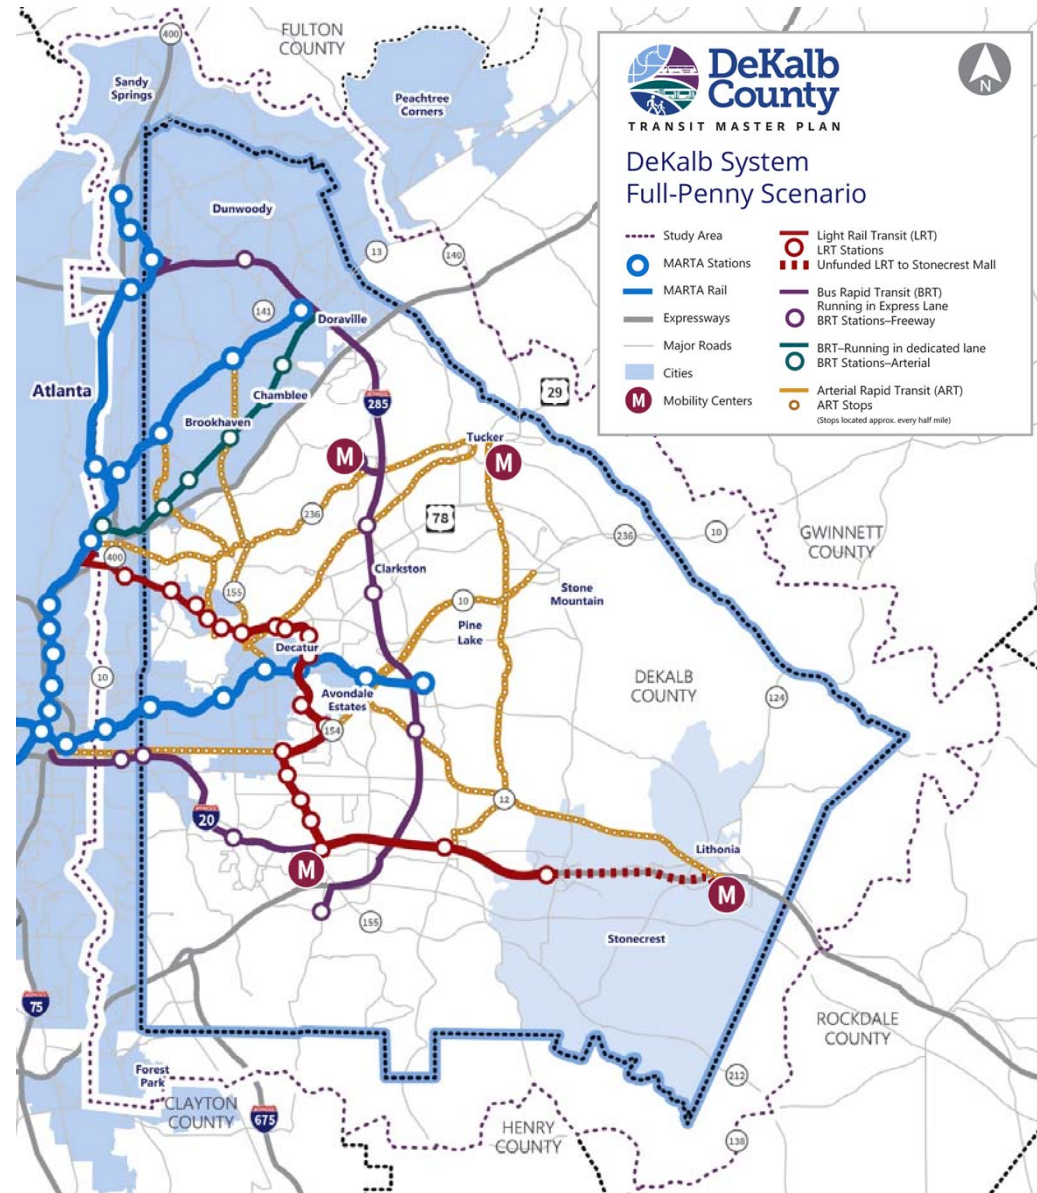 DeKalb
County
TRANSIT MASTER PLAN
N
DeKalb System
Full-Penny Scenario
Study Area
MARTA Stations
MARTA Rail
Expressways
Major Roads
Cities
M
Mobility Centers
Light Rail Transit (LRT)
LRT Stations
Unfunded LRT to Stonecrest Mall
Bus Rapid Transit (BRT)
Running in Express Lane
BRT Stations–Freeway
BRT–Running in dedicated lane
BRT Stations–Arterial
Arterial Rapid Transit (ART)
ART Stops
(Stops located approx. every half mile)
FULTON
COUNTY
400
Sandy
Springs
Peachtree
Corners
Dunwoody
13
140
141
Doraville
Atlanta
Chamblee
285
29
Brookhaven
Tucker
M
M
236
78
236
10
GWINNETT
COUNTY
400
Clarkston
155
10
Stone
Mountain
Pine
Lake
Decatur
10
DEKALB
COUNTY
124
Avondale
Estates
154
12
20
Lithonia
M
M
155
Stonecrest
75
ROCKDALE
COUNTY
Forest
Park
212
CLAYTON
COUNTY
675
HENRY
COUNTY
138